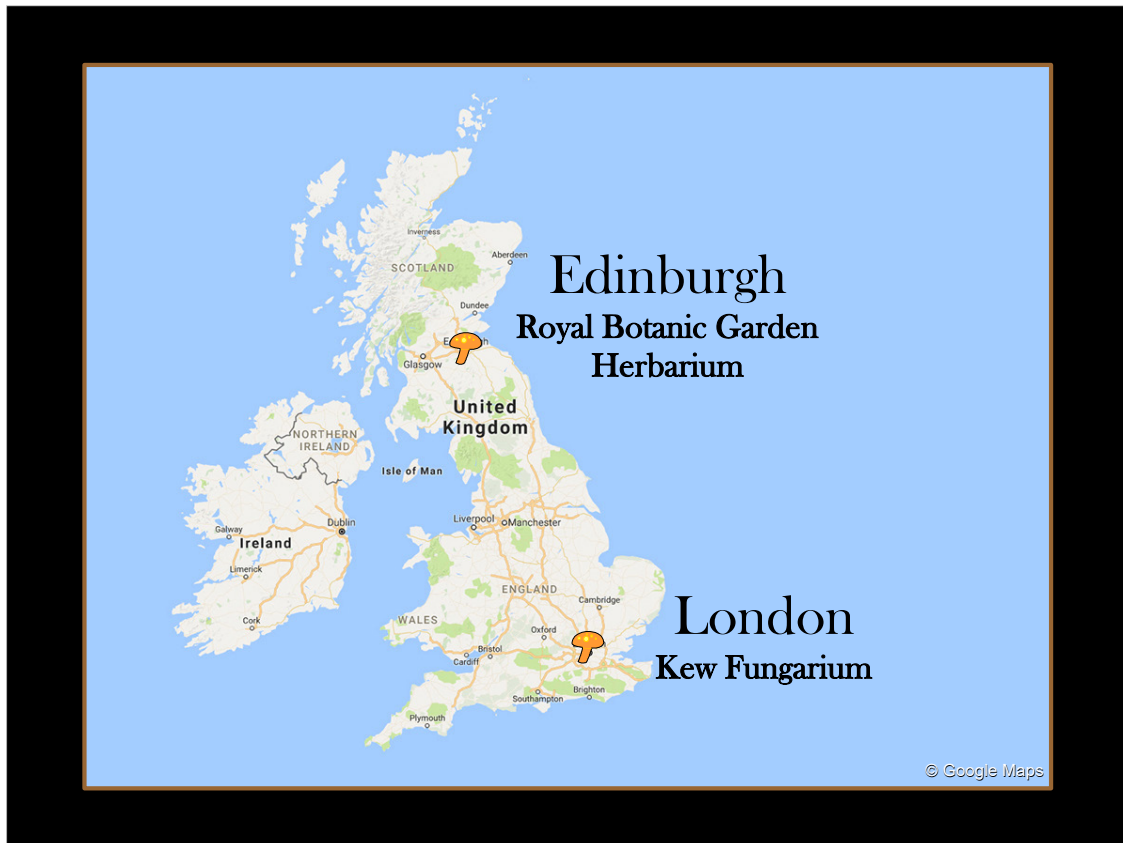 Inverness
SCOTLAND
Aberdeen
Edinburgh
Royal Botanic Garden
Herbarium
Dundee
Glasgow
United
Kingdom
NORTHERN
IRELAND
Isle of Man
Liverpool
Manchester
Galway
Dublin
Ireland
Limerick
ENGLAND
Cambridge
Cork
WALES
Oxford
London
Kew Fungarium
Bristol
Cardiff
Southampton
Brighton
Plymouth
© Google Maps